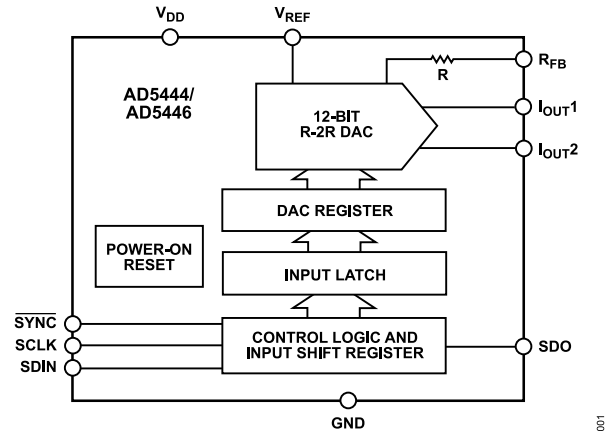 VDD
VREF
RFB
R
AD5444/
AD5446
12-BIT
R-2R DAC
IOUT1
IOUT2
DAC REGISTER
POWER-ON
RESET
INPUT LATCH
SYNC
SCLK
SDIN
CONTROL LOGIC AND
INPUT SHIFT REGISTER
SDO
GND
001